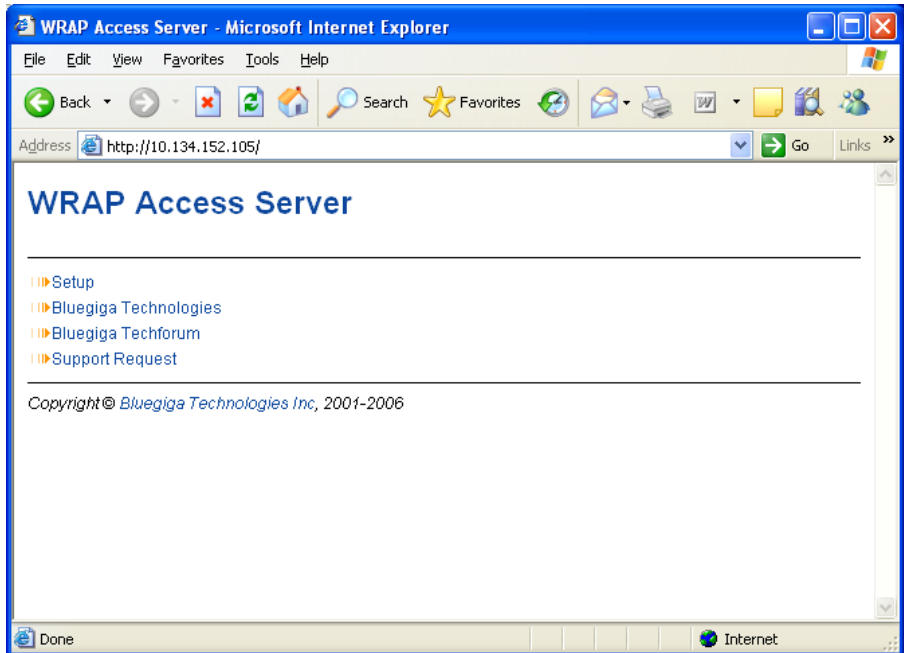 WRAP Access Server - Microsoft Internet Explorer
File Edit View Favorites Tools Help
Back Search Favorites W
Address http://10.134.152.105/ Go Links »
WRAP Access Server
Setup
Bluegiga Technologies
Bluegiga Techforum
Support Request
Copyright© Bluegiga Technologies Inc, 2001-2006
Done Internet